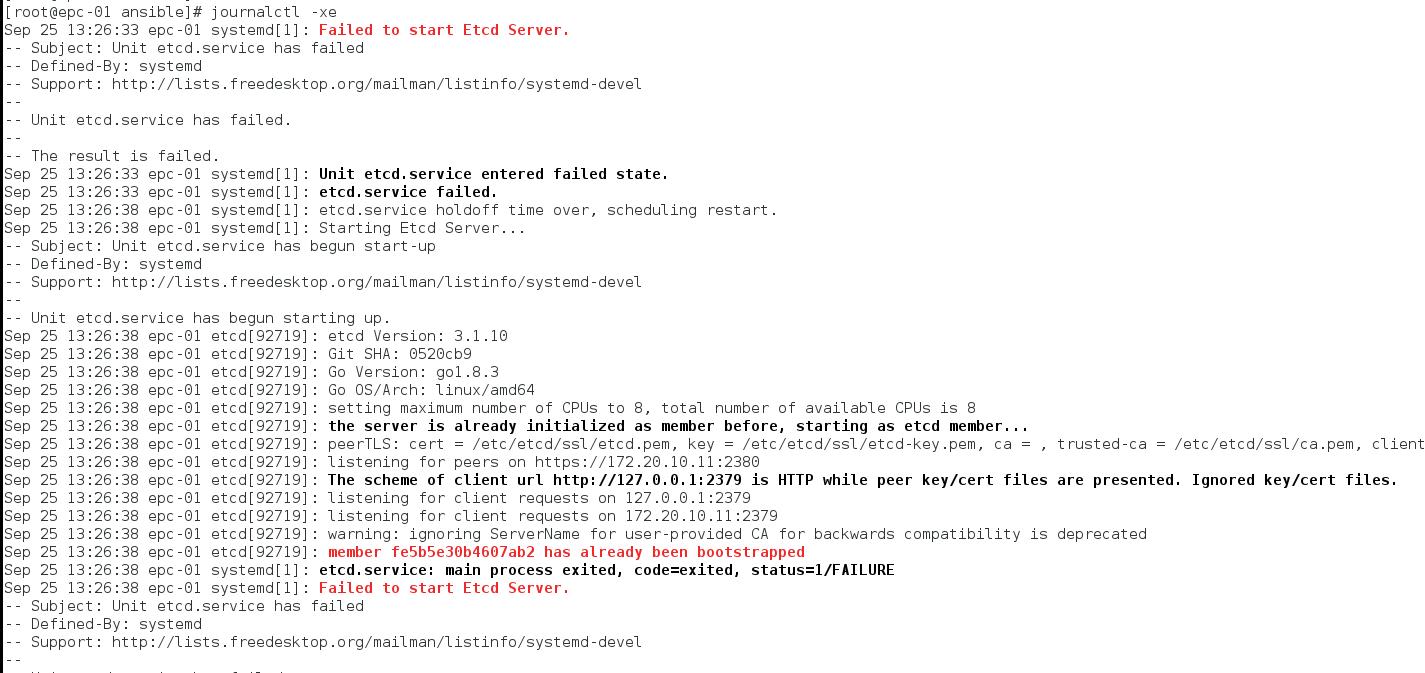 [root@epc-01 ansible]# journalctl -xe
Sep 25 13:26:33 epc-01 systemd[1]: Failed to start Etcd Server.
-- Subject: Unit etcd.service has failed
-- Defined-By: systemd
-- Support: http://lists.freedesktop.org/mailman/listinfo/systemd-devel
--
-- Unit etcd.service has failed.
--
-- The result is failed.
Sep 25 13:26:33 epc-01 systemd[1]: Unit etcd.service entered failed state.
Sep 25 13:26:33 epc-01 systemd[1]: etcd.service failed.
Sep 25 13:26:38 epc-01 systemd[1]: etcd.service holdoff time over, scheduling restart.
Sep 25 13:26:38 epc-01 systemd[1]: Starting Etcd Server...
-- Subject: Unit etcd.service has begun start-up
-- Defined-By: systemd
-- Support: http://lists.freedesktop.org/mailman/listinfo/systemd-devel
--
-- Unit etcd.service has begun starting up.
Sep 25 13:26:38 epc-01 etcd[92719]: etcd Version: 3.1.10
Sep 25 13:26:38 epc-01 etcd[92719]: Git SHA: 0520cb9
Sep 25 13:26:38 epc-01 etcd[92719]: Go Version: go1.8.3
Sep 25 13:26:38 epc-01 etcd[92719]: Go OS/Arch: linux/amd64
Sep 25 13:26:38 epc-01 etcd[92719]: setting maximum number of CPUs to 8, total number of available CPUs is 8
Sep 25 13:26:38 epc-01 etcd[92719]: the server is already initialized as member before, starting as etcd member...
Sep 25 13:26:38 epc-01 etcd[92719]: peerTLS: cert = /etc/etcd/ssl/etcd.pem, key = /etc/etcd/ssl/etcd-key.pem, ca = , trusted-ca = /etc/etcd/ssl/ca.pem, client
Sep 25 13:26:38 epc-01 etcd[92719]: listening for peers on https://172.20.10.11:2380
Sep 25 13:26:38 epc-01 etcd[92719]: The scheme of client url http://127.0.0.1:2379 is HTTP while peer key/cert files are presented. Ignored key/cert files.
Sep 25 13:26:38 epc-01 etcd[92719]: listening for client requests on 127.0.0.1:2379
Sep 25 13:26:38 epc-01 etcd[92719]: listening for client requests on 172.20.10.11:2379
Sep 25 13:26:38 epc-01 etcd[92719]: warning: ignoring ServerName for user-provided CA for backwards compatibility is deprecated
Sep 25 13:26:38 epc-01 etcd[92719]: member fe5b5e30b4607ab2 has already been bootstrapped
Sep 25 13:26:38 epc-01 systemd[1]: etcd.service: main process exited, code=exited, status=1/FAILURE
Sep 25 13:26:38 epc-01 systemd[1]: Failed to start Etcd Server.
-- Subject: Unit etcd.service has failed
-- Defined-By: systemd
-- Support: http://lists.freedesktop.org/mailman/listinfo/systemd-devel
--